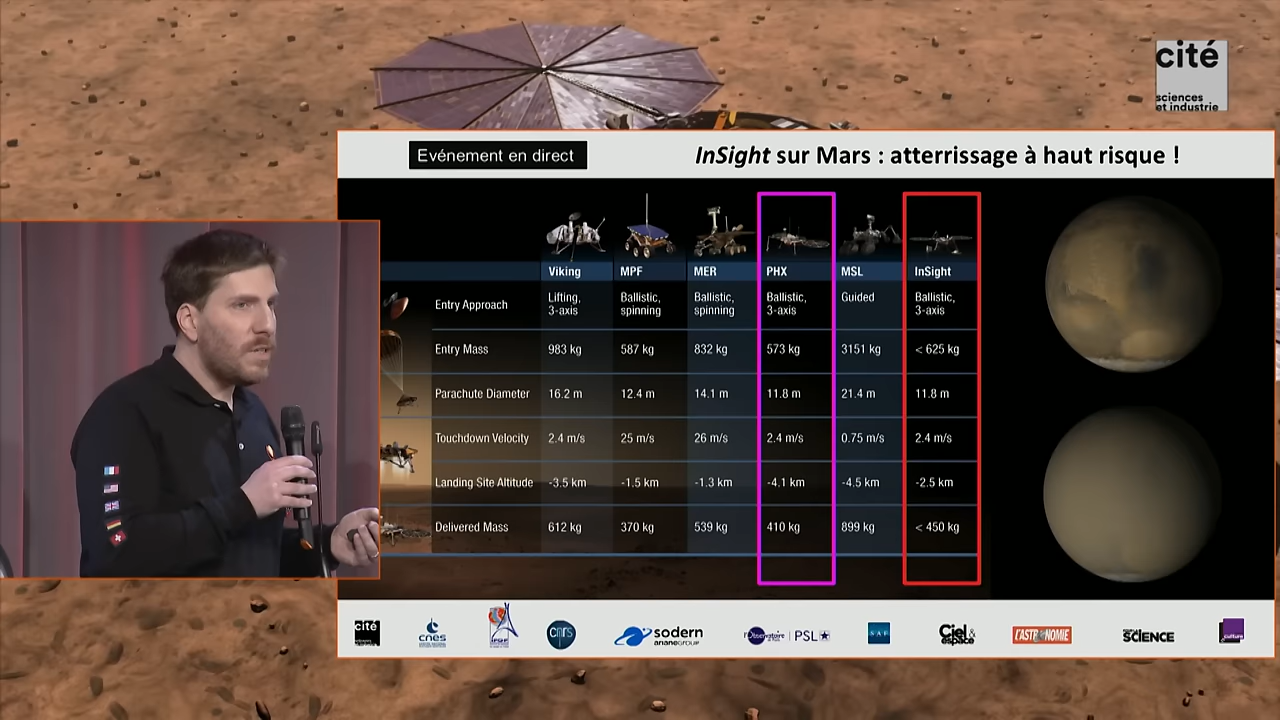 cité
sciences
et industrie
Evénement en direct
InSight sur Mars : atterrissage à haut risque !
Viking MPF MER PHX MSL InSight
Entry Approach Lifting, 3-axis Ballistic, spinning Ballistic, spinning Ballistic, 3-axis Guided Ballistic, 3-axis
Entry Mass 983 kg 587 kg 832 kg 573 kg 3151 kg < 625 kg
Parachute Diameter 16.2 m 12.4 m 14.1 m 11.8 m 21.4 m 11.8 m
Touchdown Velocity 2.4 m/s 25 m/s 26 m/s 2.4 m/s 0.75 m/s 2.4 m/s
Landing Site Altitude -3.5 km -1.5 km -1.3 km -4.1 km -4.5 km -2.5 km
Delivered Mass 612 kg 370 kg 539 kg 410 kg 899 kg < 450 kg
cité cnes cnrs sodern l'Observatoire PSL SAF Ciel & espace l'ASTRONOMIE SCIENCE culture
arianeGROUP